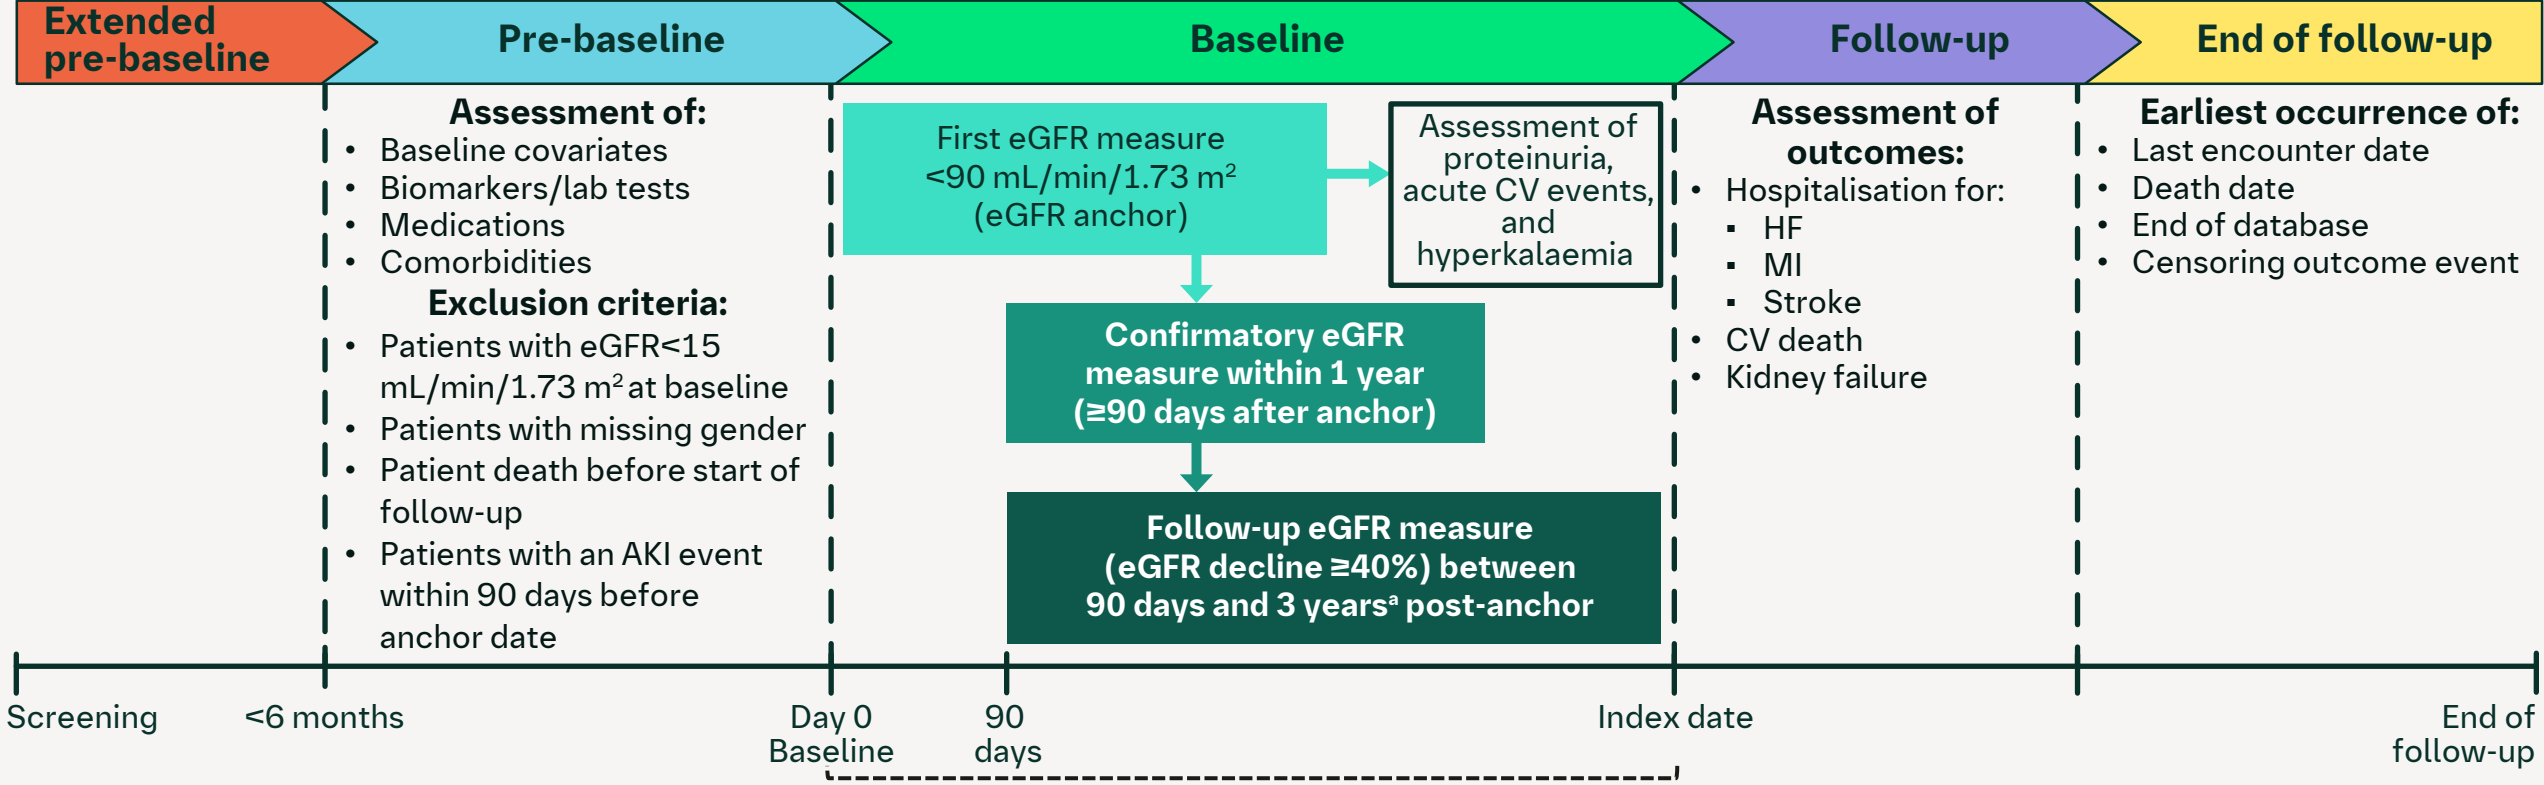 Extended
pre-baseline
Pre-baseline
Baseline
Follow-up
End of follow-up
Assessment of:
• Baseline covariates
• Biomarkers/lab tests
• Medications
• Comorbidities
Exclusion criteria:
• Patients with eGFR<15
mL/min/1.73 m² at baseline
• Patients with missing gender
• Patient death before start of
follow-up
• Patients with an AKI event
within 90 days before
anchor date
First eGFR measure
<90 mL/min/1.73 m²
(eGFR anchor)
Assessment of
proteinuria,
acute CV events,
and
hyperkalaemia
Confirmatory eGFR
measure within 1 year
(≥90 days after anchor)
Follow-up eGFR measure
(eGFR decline ≥40%) between
90 days and 3 yearsᵃ post-anchor
Assessment of
outcomes:
• Hospitalisation for:
▪ HF
▪ MI
▪ Stroke
• CV death
• Kidney failure
Earliest occurrence of:
• Last encounter date
• Death date
• End of database
• Censoring outcome event
Screening
<6 months
Day 0
Baseline
90
days
Index date
End of
follow-up